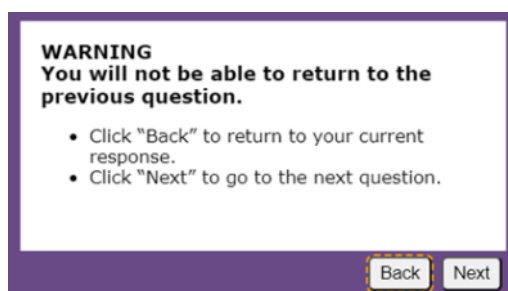 WARNING
You will not be able to return to the
previous question.
• Click “Back” to return to your current
response.
• Click “Next” to go to the next question.
Back Next